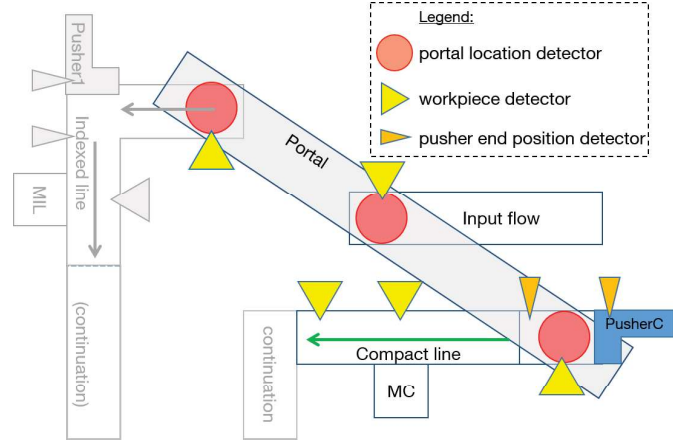 Legend:
portal location detector
workpiece detector
pusher end position detector
Pusher1
Indexed line
MIL
(continuation)
Portal
Input flow
PusherC
Compact line
continuation
MC